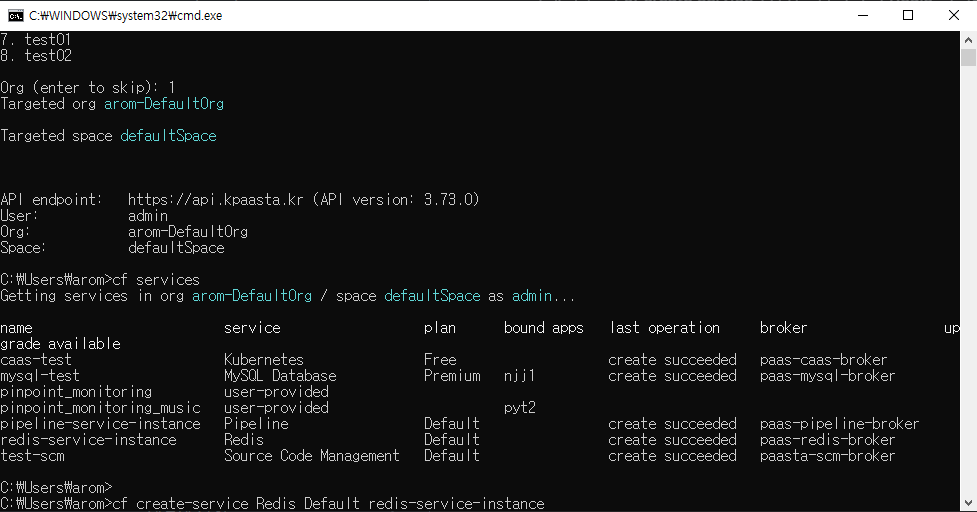 C:₩WINDOWS₩system32₩cmd.exe
7. test01
8. test02
Org (enter to skip): 1
Targeted org arom-DefaultOrg
Targeted space defaultSpace
API endpoint: https://api.kpaasta.kr (API version: 3.73.0)
User: admin
Org: arom-DefaultOrg
Space: defaultSpace
C:₩Users₩arom>cf services
Getting services in org arom-DefaultOrg / space defaultSpace as admin...
name service plan bound apps last operation broker up
grade available
caas-test Kubernetes Free create succeeded paas-caas-broker
mysql-test MySQL Database Premium njj1 create succeeded paas-mysql-broker
pinpoint_monitoring user-provided
pinpoint_monitoring_music user-provided pyt2
pipeline-service-instance Pipeline Default create succeeded paas-pipeline-broker
redis-service-instance Redis Default create succeeded paas-redis-broker
test-scm Source Code Management Default create succeeded paasta-scm-broker
C:₩Users₩arom>
C:₩Users₩arom>cf create-service Redis Default redis-service-instance